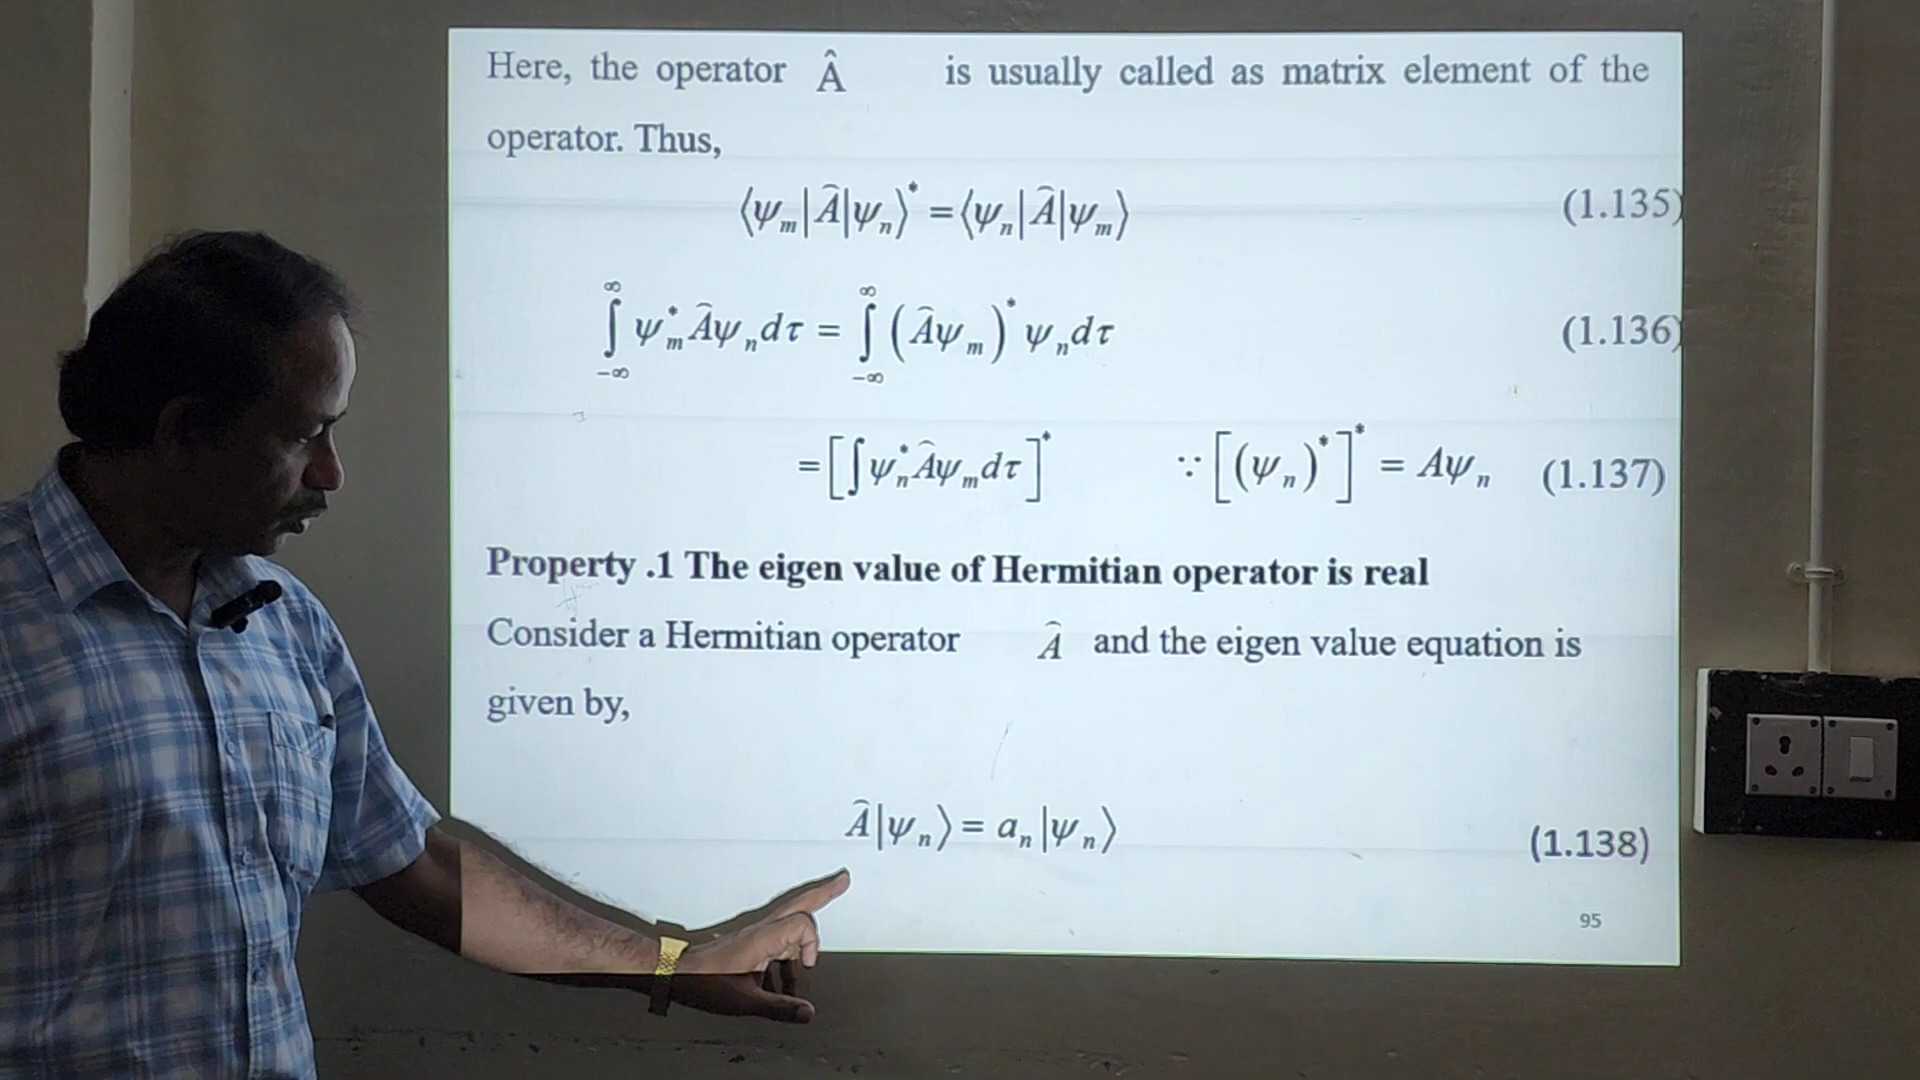 Here, the operator Â is usually called as matrix element of the
operator. Thus,
⟨ψₘ|Â|ψₙ⟩* = ⟨ψₙ|Â|ψₘ⟩ (1.135)
∫_{-∞}^{∞} ψ*ₘ Âψₙ dτ = ∫_{-∞}^{∞} (Âψₘ)* ψₙ dτ (1.136)
= [∫ψ*ₙ Âψₘ dτ]* ∵ [(ψₙ)*]* = Aψₙ (1.137)
Property .1 The eigen value of Hermitian operator is real
Consider a Hermitian operator Â and the eigen value equation is
given by,
Â|ψₙ⟩ = aₙ|ψₙ⟩ (1.138)
95